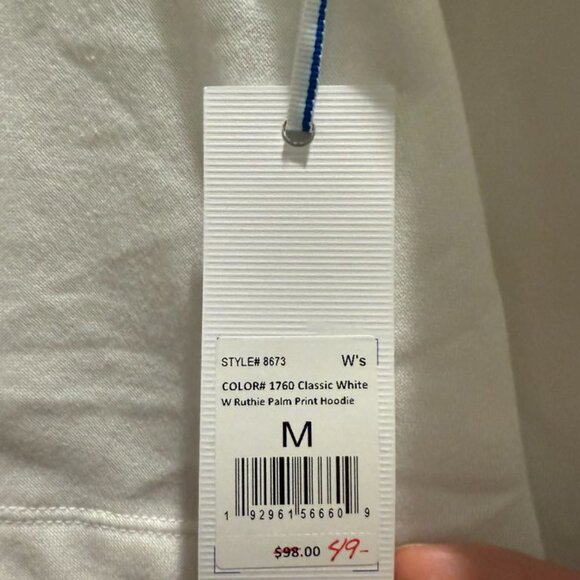 STYLE# 8673 W's
COLOR# 1760 Classic White
W Ruthie Palm Print Hoodie
M
1 92961 56660 9
$98.00 49-